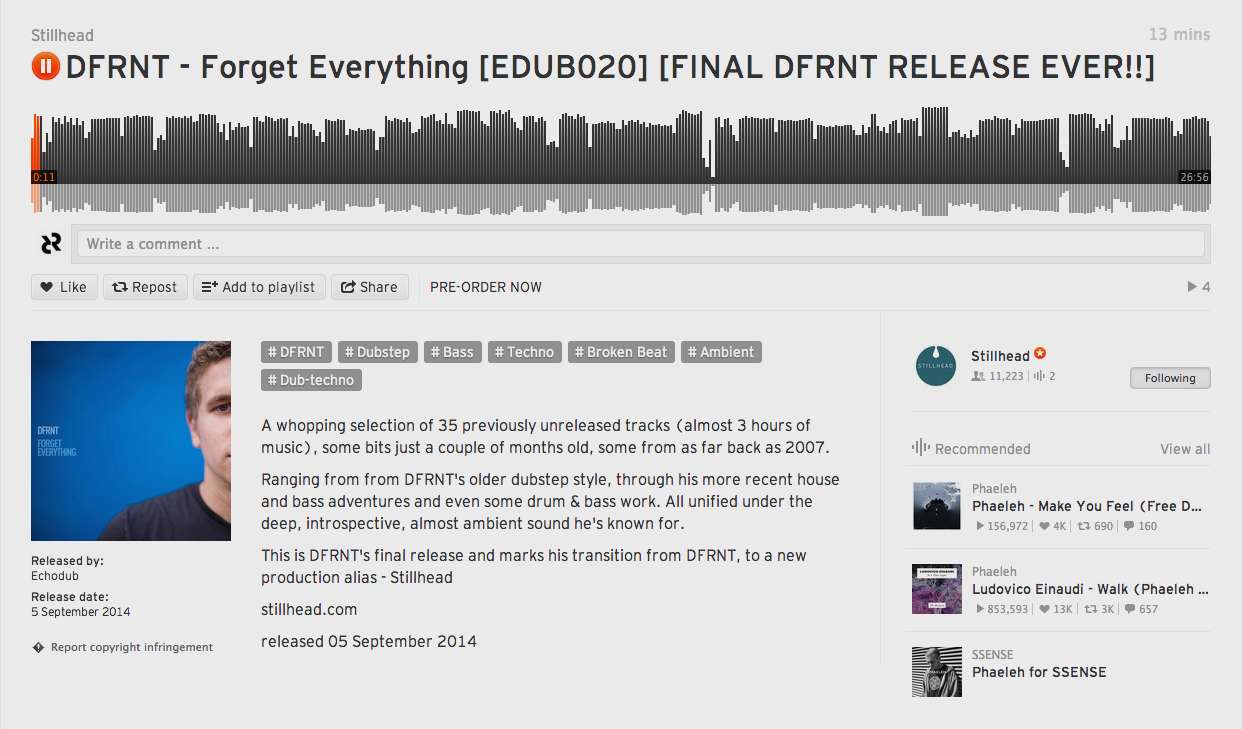 Stillhead
13 mins
DFRNT - Forget Everything [EDUB020] [FINAL DFRNT RELEASE EVER!!]
0:11
26:56
Write a comment ...
Like
Repost
Add to playlist
Share
PRE-ORDER NOW
4
DFRNT
FORGET
EVERYTHING
Released by:
Echodub
Release date:
5 September 2014
Report copyright infringement
# DFRNT # Dubstep # Bass # Techno # Broken Beat # Ambient
# Dub-techno
A whopping selection of 35 previously unreleased tracks (almost 3 hours of
music), some bits just a couple of months old, some from as far back as 2007.
Ranging from from DFRNT's older dubstep style, through his more recent house
and bass adventures and even some drum & bass work. All unified under the
deep, introspective, almost ambient sound he's known for.
This is DFRNT's final release and marks his transition from DFRNT, to a new
production alias - Stillhead
stillhead.com
released 05 September 2014
STILLHEAD
Stillhead
11,223 2
Following
Recommended
View all
Phaeleh
Phaeleh - Make You Feel (Free D...
156,972 4K 690 160
LUDOVICO EINAUDI
Phaeleh
Ludovico Einaudi - Walk (Phaeleh ...
853,593 13K 3K 657
SSENSE
Phaeleh for SSENSE